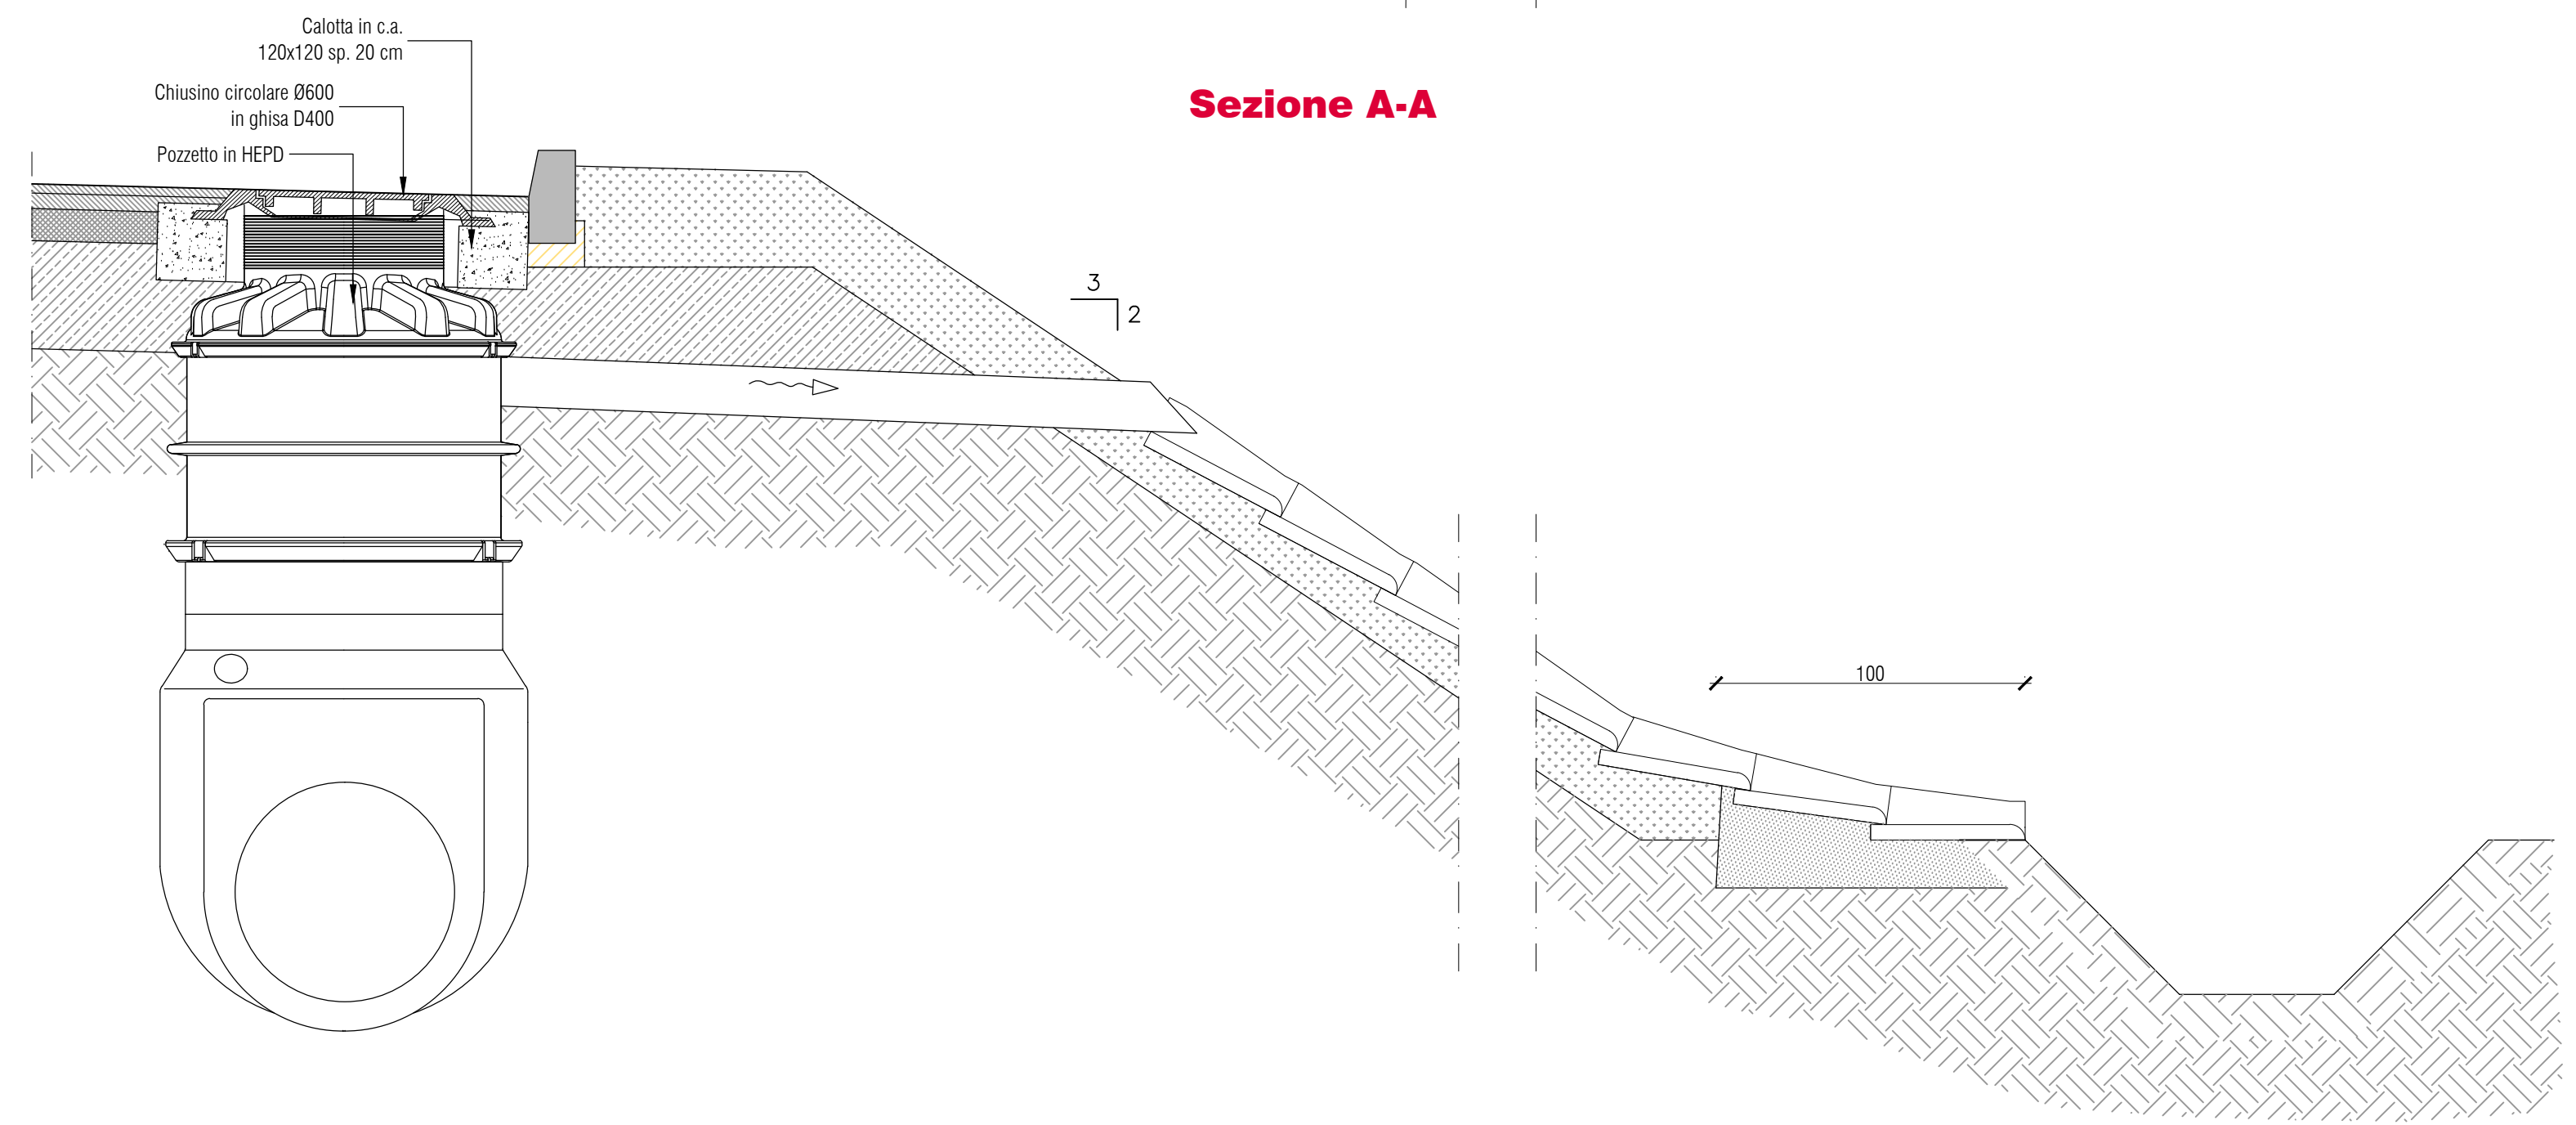 Calotta in c.a.
120x120 sp. 20 cm
Chiusino circolare Ø600
in ghisa D400
Pozzetto in HEPD
Sezione A-A
3
2
100